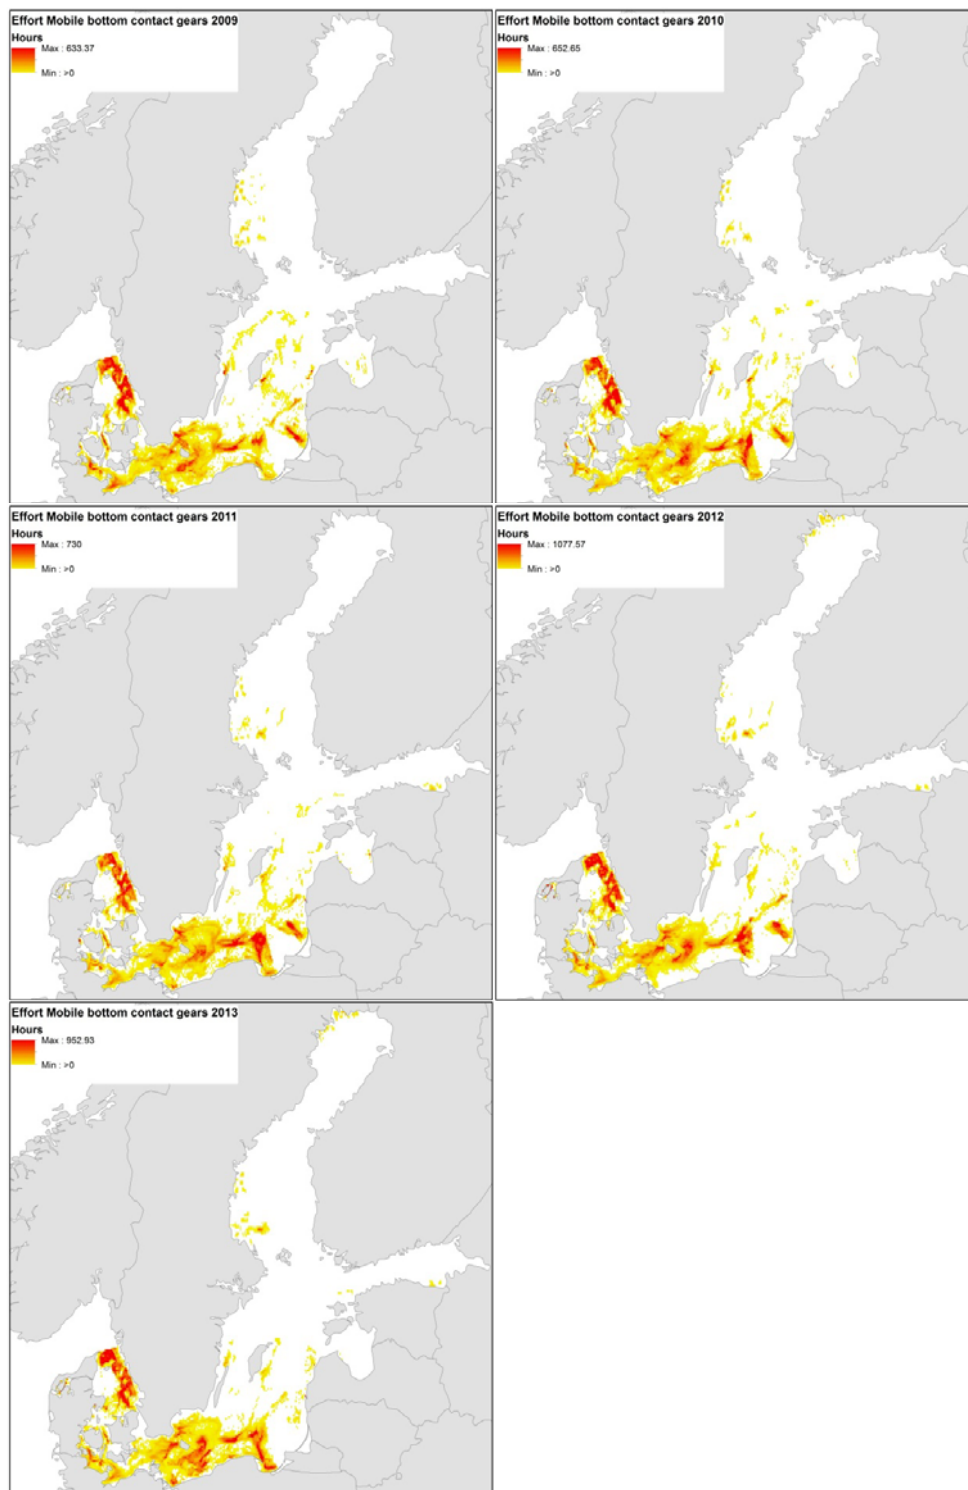 Effort Mobile bottom contact gears 2009
Hours
Max : 633.37
Min : >0
Effort Mobile bottom contact gears 2010
Hours
Max : 652.65
Min : >0
Effort Mobile bottom contact gears 2011
Hours
Max : 730
Min : >0
Effort Mobile bottom contact gears 2012
Hours
Max : 1077.57
Min : >0
Effort Mobile bottom contact gears 2013
Hours
Max : 952.93
Min : >0